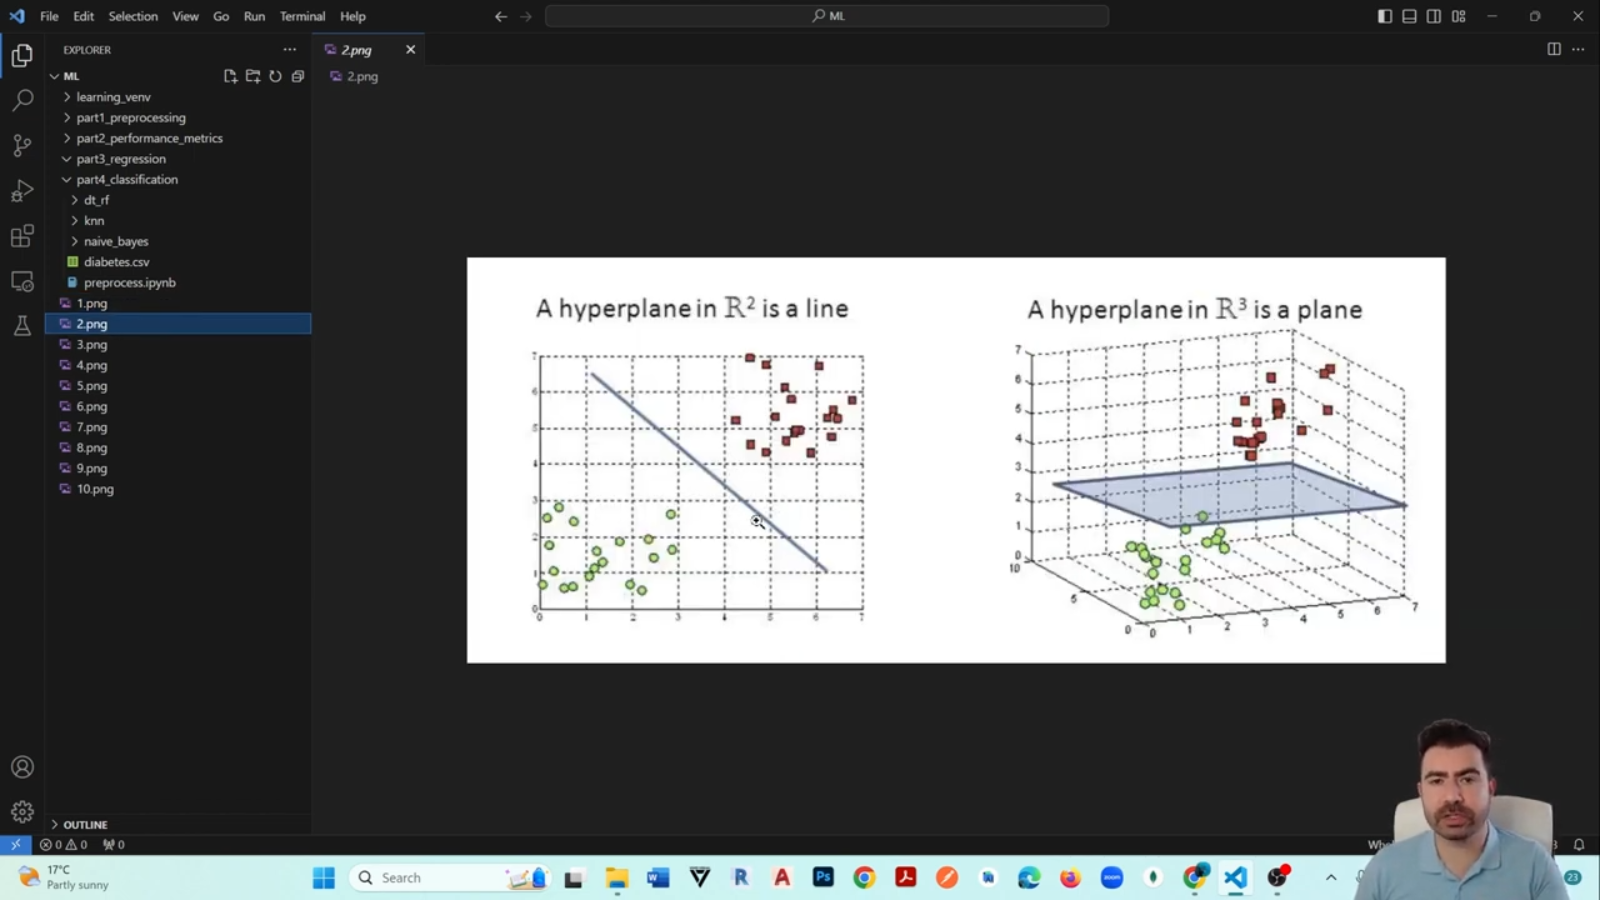 File Edit Selection View Go Run Terminal Help
ML
EXPLORER
2.png
ML
2.png
learning_venv
part1_preprocessing
part2_performance_metrics
part3_regression
part4_classification
dt_rf
knn
naive_bayes
diabetes.csv
preprocess.ipynb
1.png
2.png
3.png
4.png
5.png
6.png
7.png
8.png
9.png
10.png
A hyperplane in ℝ² is a line
7
6
5
4
3
2
1
0
0 1 2 3 4 5 6 7
A hyperplane in ℝ³ is a plane
7
6
5
4
3
2
1
0
10
5
0
0 1 2 3 4 5 6 7
OUTLINE
0 0 0
17°C
Partly sunny
Search
W
R
A
Ps
zoom
23